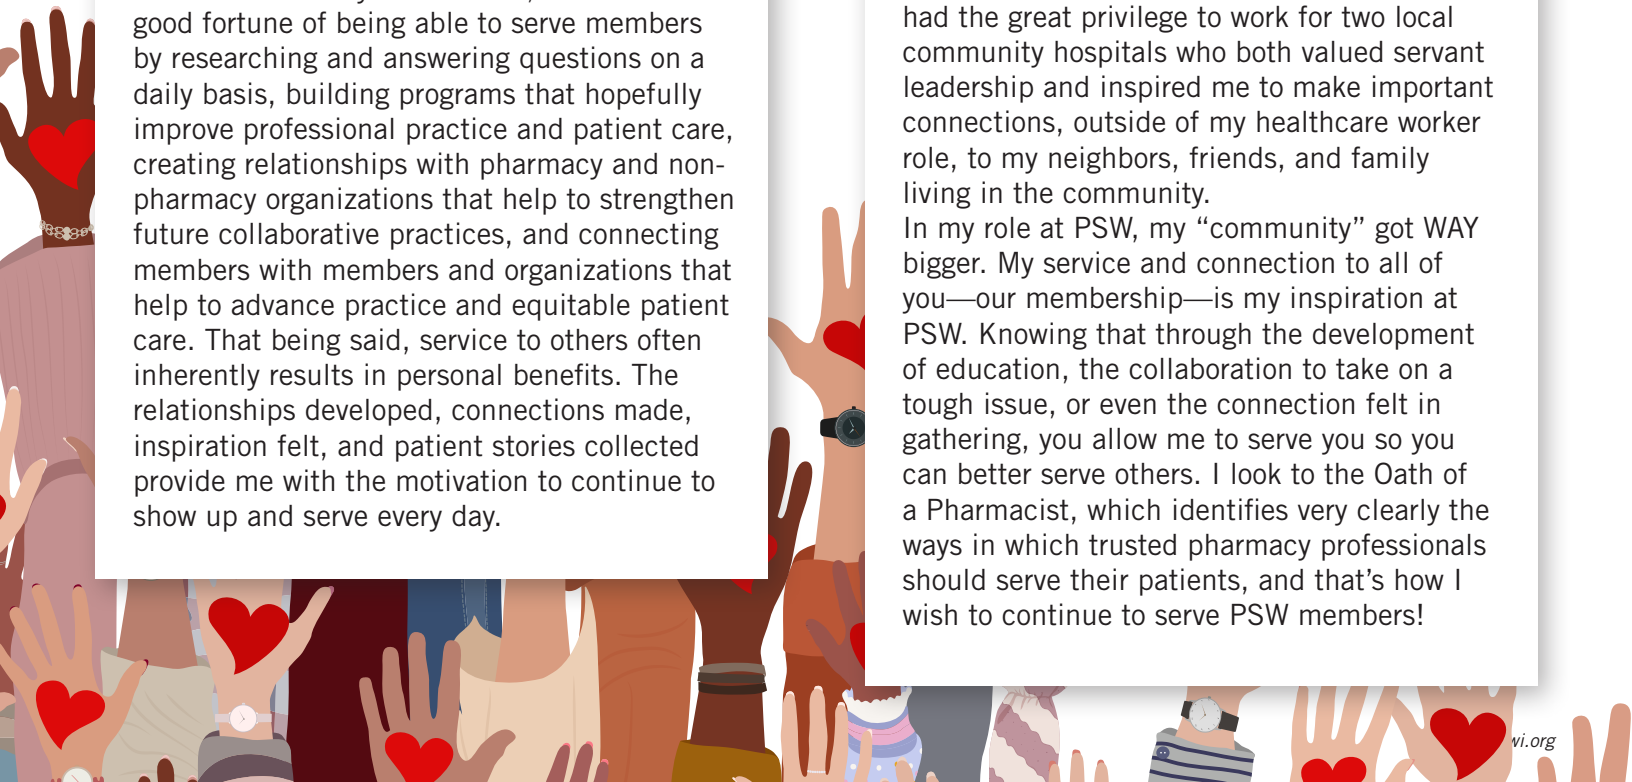 good fortune of being able to serve members
by researching and answering questions on a
daily basis, building programs that hopefully
improve professional practice and patient care,
creating relationships with pharmacy and non-
pharmacy organizations that help to strengthen
future collaborative practices, and connecting
members with members and organizations that
help to advance practice and equitable patient
care. That being said, service to others often
inherently results in personal benefits. The
relationships developed, connections made,
inspiration felt, and patient stories collected
provide me with the motivation to continue to
show up and serve every day.
had the great privilege to work for two local
community hospitals who both valued servant
leadership and inspired me to make important
connections, outside of my healthcare worker
role, to my neighbors, friends, and family
living in the community.
In my role at PSW, my “community” got WAY
bigger. My service and connection to all of
you—our membership—is my inspiration at
PSW. Knowing that through the development
of education, the collaboration to take on a
tough issue, or even the connection felt in
gathering, you allow me to serve you so you
can better serve others. I look to the Oath of
a Pharmacist, which identifies very clearly the
ways in which trusted pharmacy professionals
should serve their patients, and that’s how I
wish to continue to serve PSW members!
wi.org